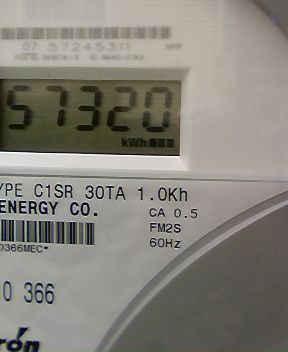 07 57245311
57320
kWh
YPE C1SR 30TA 1.0Kh
ENERGY CO.
CA 0.5
FM2S
60Hz
0366MEC*
0 366
rón